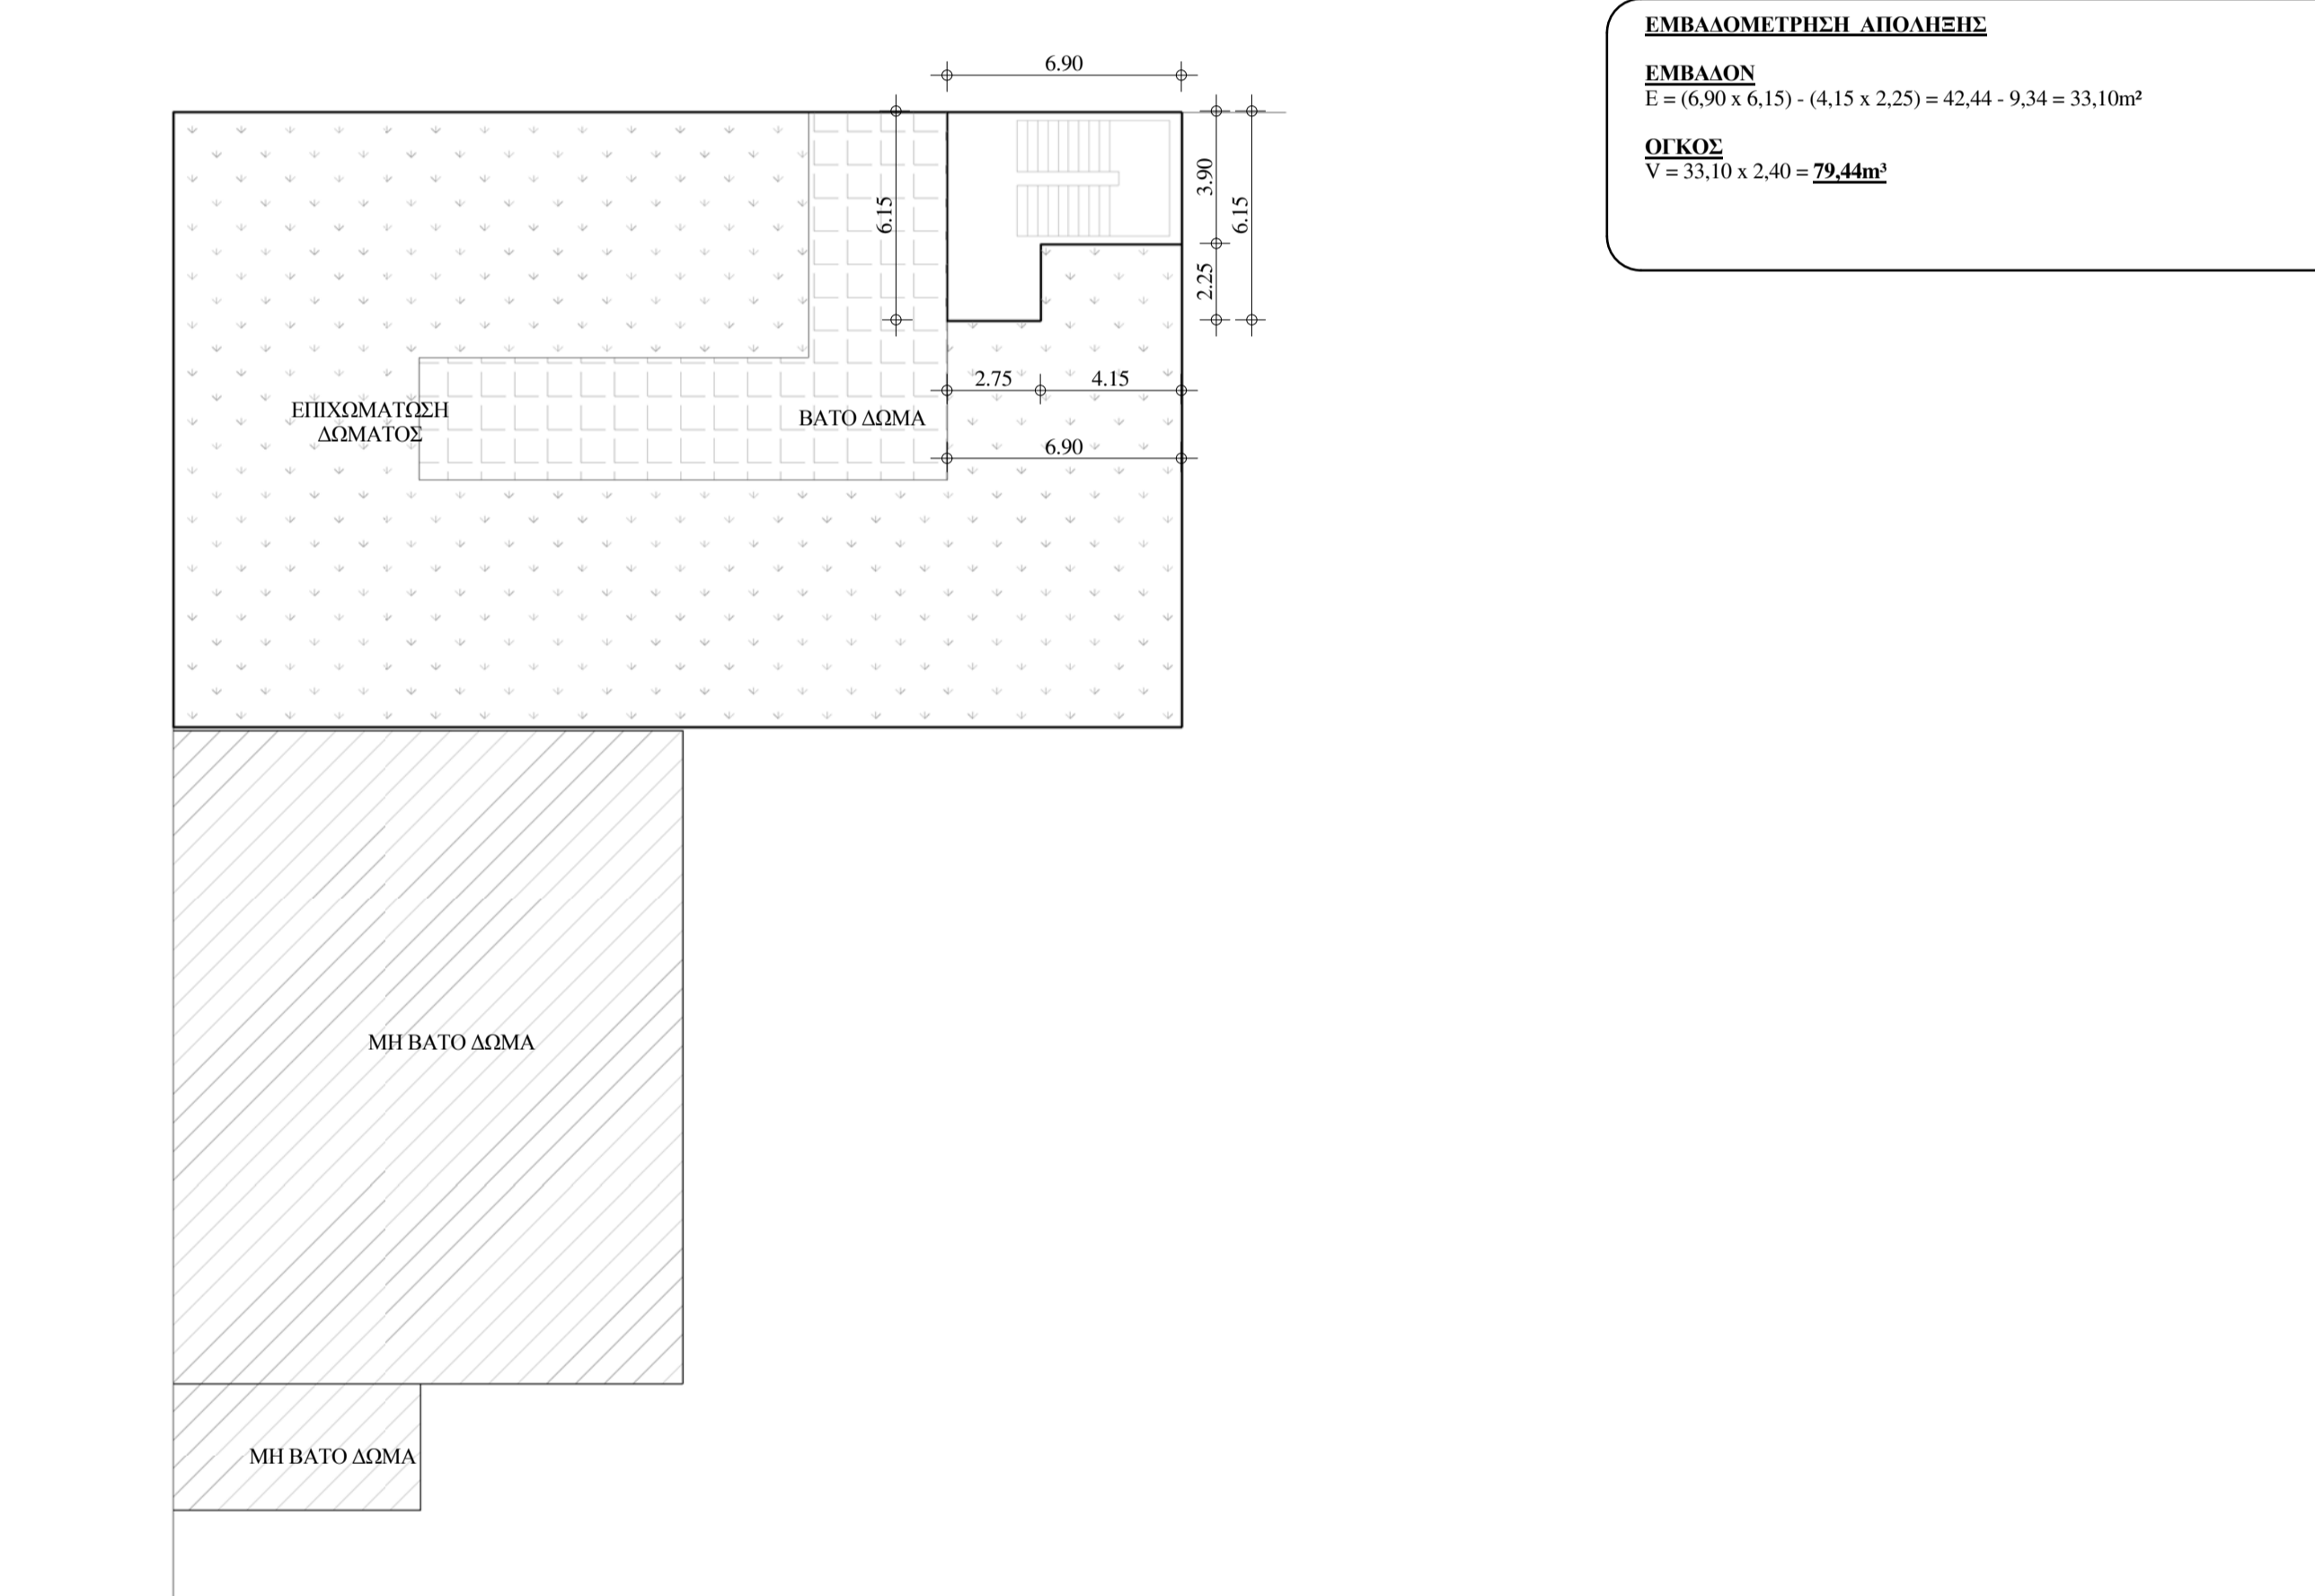 ΕΜΒΑΔΟΜΕΤΡΗΣΗ ΑΠΟΛΗΞΗΣ
ΕΜΒΑΔΟΝ
Ε = (6,90 x 6,15) - (4,15 x 2,25) = 42,44 - 9,34 = 33,10m²
ΟΓΚΟΣ
V = 33,10 x 2,40 = 79,44m³
6.90
6.15
3.90
6.15
2.25
2.75
4.15
6.90
ΕΠΙΧΩΜΑΤΩΣΗ
ΔΩΜΑΤΟΣ
ΒΑΤΟ ΔΩΜΑ
ΜΗ ΒΑΤΟ ΔΩΜΑ
ΜΗ ΒΑΤΟ ΔΩΜΑ